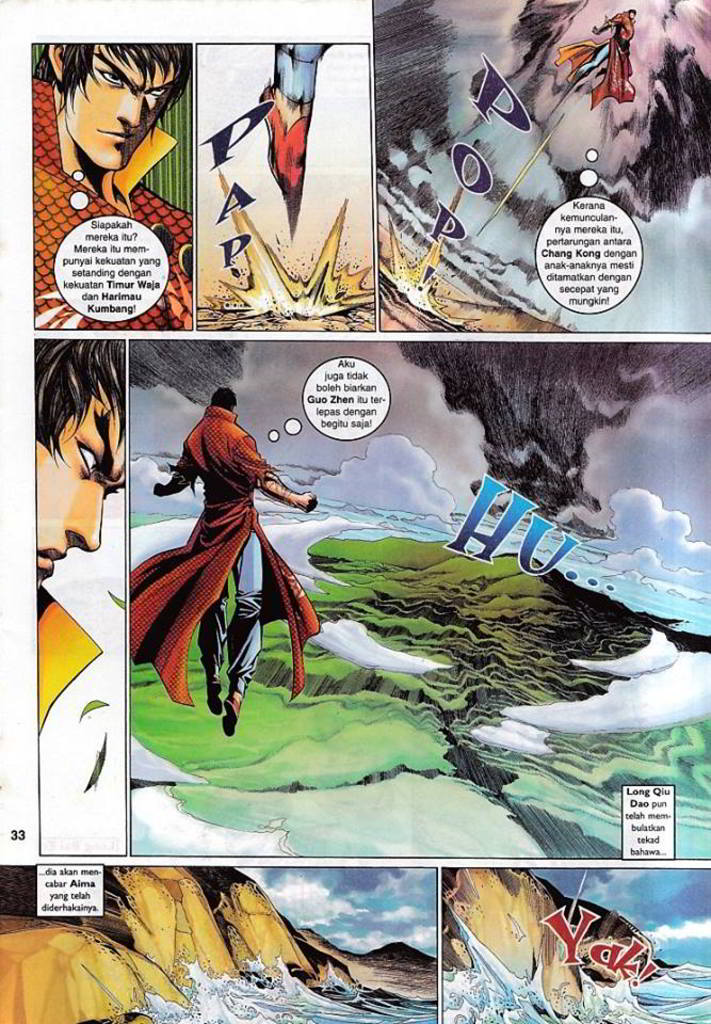 Siapakah
mereka itu?
Mereka itu mem-
punyai kekuatan yang
setanding dengan
kekuatan Timur Waja
dan Harimau
Kumbang!
PAP!
POP!
Kerana
kemunculan-
nya mereka itu,
pertarungan antara
Chang Kong dengan
anak-anaknya mesti
ditamatkan dengan
secepat yang
mungkin!
Aku
juga tidak
boleh biarkan
Guo Zhen itu ter-
lepas dengan
begitu saja!
HU...
Long Qiu
Dao pun
telah mem-
bulatkan
tekad
bahawa...
33
...dia akan men-
cabar Aima
yang telah
diderhakainya.
Yak!